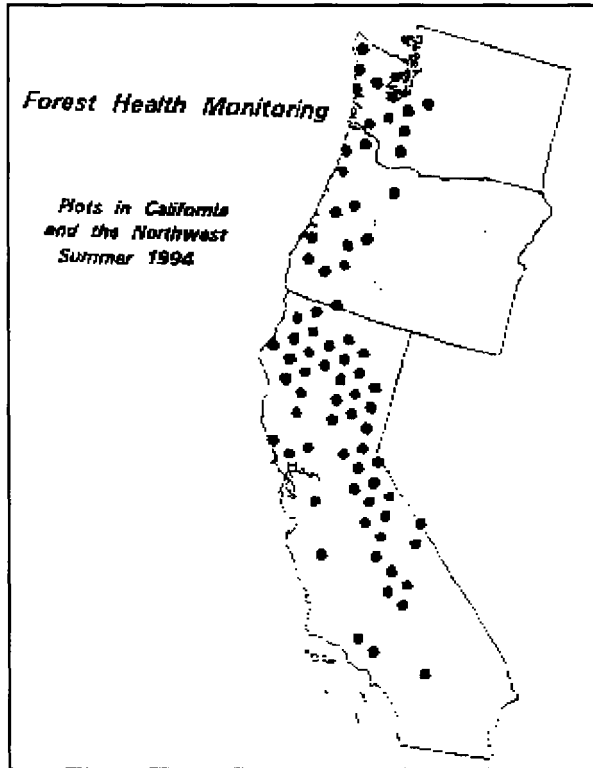 Forest Health Monitoring
Plots in California
and the Northwest
Summer 1994